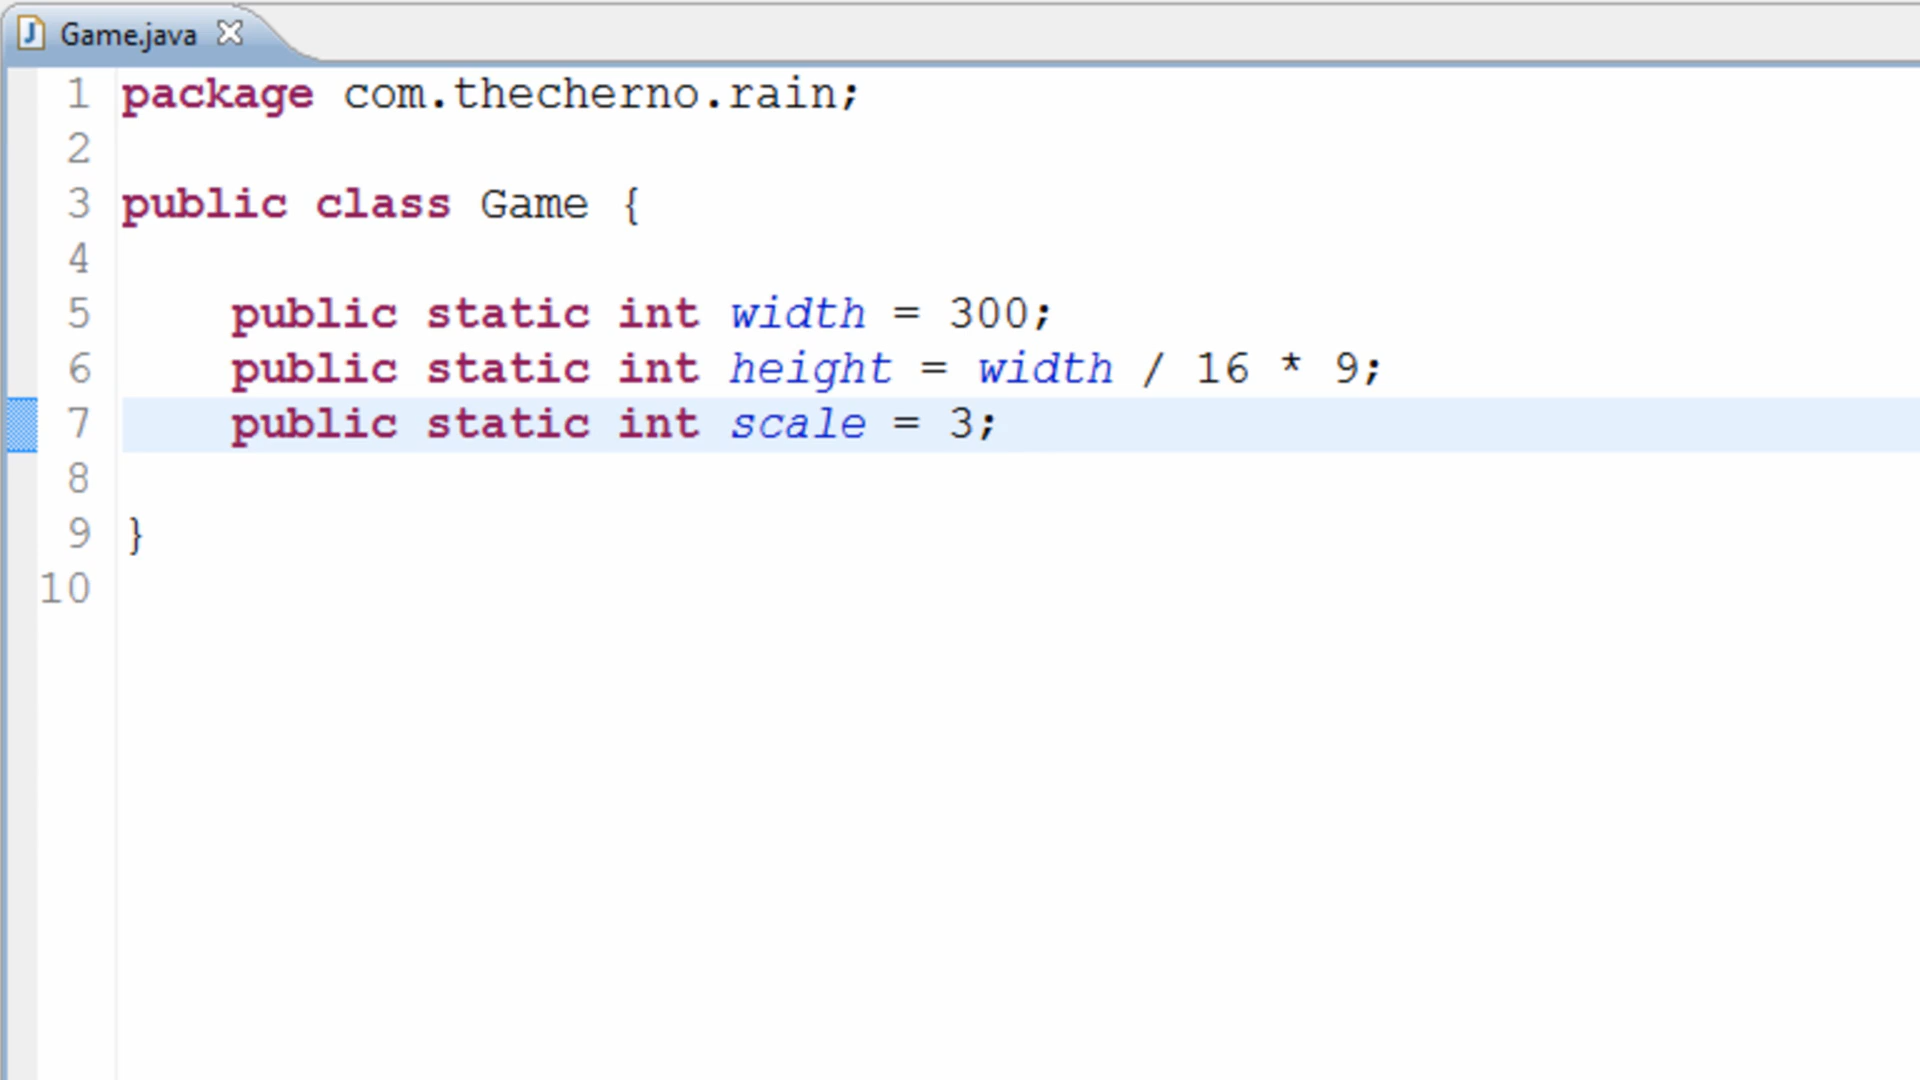 Game.java
1 package com.thecherno.rain;
2
3 public class Game {
4
5 public static int width = 300;
6 public static int height = width / 16 * 9;
7 public static int scale = 3;
8
9 }
10